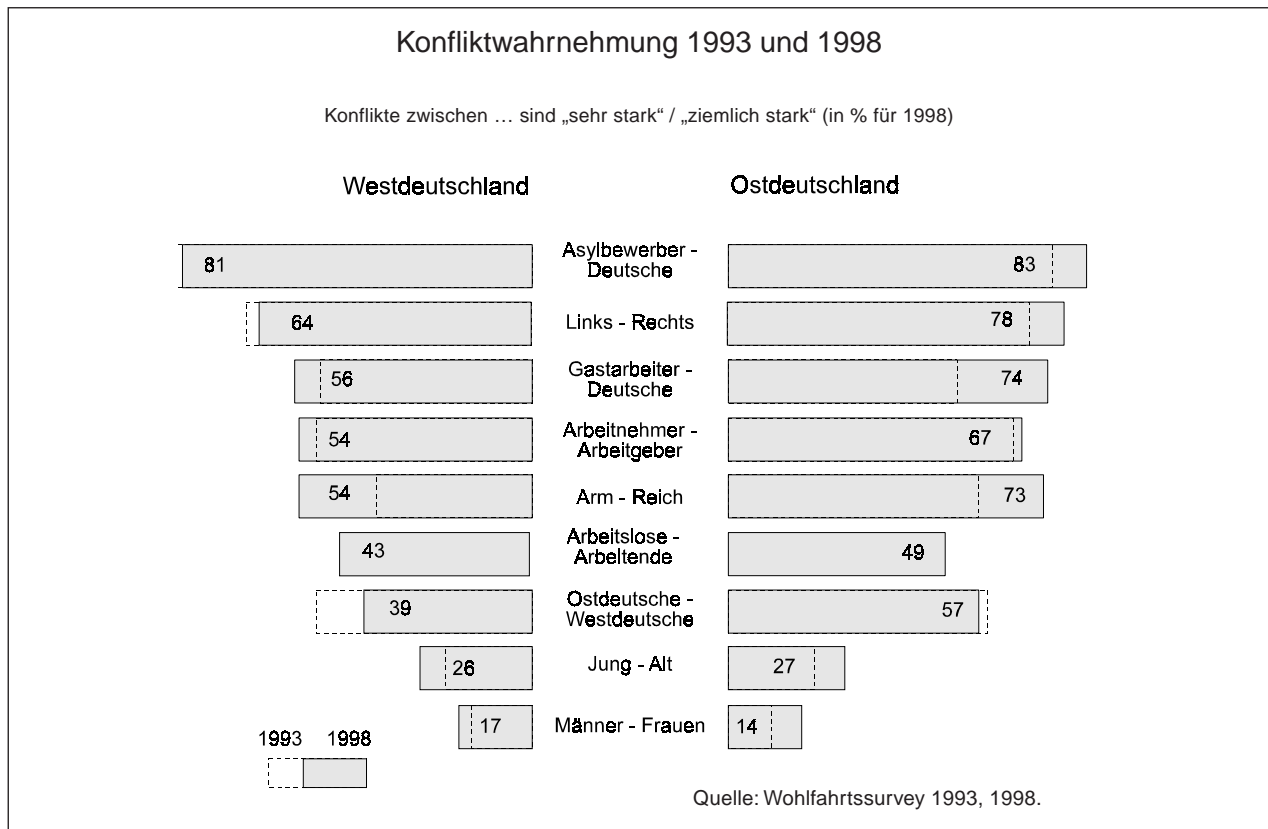 Konfliktwahrnehmung 1993 und 1998
Konflikte zwischen … sind „sehr stark“ / „ziemlich stark“ (in % für 1998)
Westdeutschland
Ostdeutschland
81
Asylbewerber -
Deutsche
83
64
Links - Rechts
78
56
Gastarbeiter -
Deutsche
74
54
Arbeitnehmer -
Arbeitgeber
67
54
Arm - Reich
73
43
Arbeitslose -
Arbeltende
49
39
Ostdeutsche -
Westdeutsche
57
26
Jung - Alt
27
17
Männer - Frauen
14
1993 1998
Quelle: Wohlfahrtssurvey 1993, 1998.